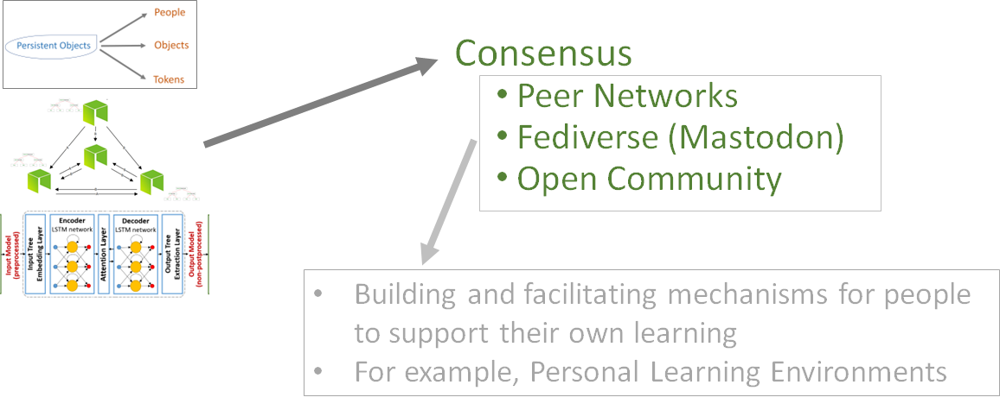 People
Persistent Objects
Objects
Tokens
Consensus
• Peer Networks
• Fediverse (Mastodon)
• Open Community
Input Model
(preprocessed)
Input Tree
Embedding Layer
Encoder
LSTM network
Attention Layer
Decoder
LSTM network
Output Tree
Extraction Layer
Output Model
(non-postprocessed)
• Building and facilitating mechanisms for people
to support their own learning
• For example, Personal Learning Environments